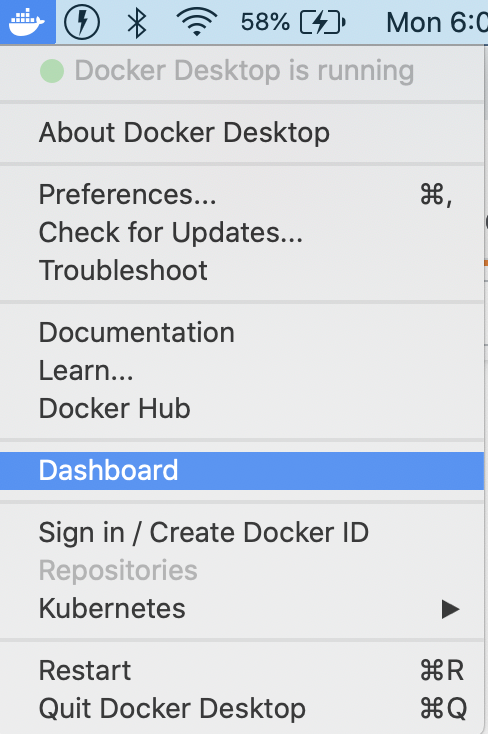 58% Mon 6:0
Docker Desktop is running
About Docker Desktop
Preferences... ⌘,
Check for Updates...
Troubleshoot
Documentation
Learn...
Docker Hub
Dashboard
Sign in / Create Docker ID
Repositories
Kubernetes ▶
Restart ⌘R
Quit Docker Desktop ⌘Q